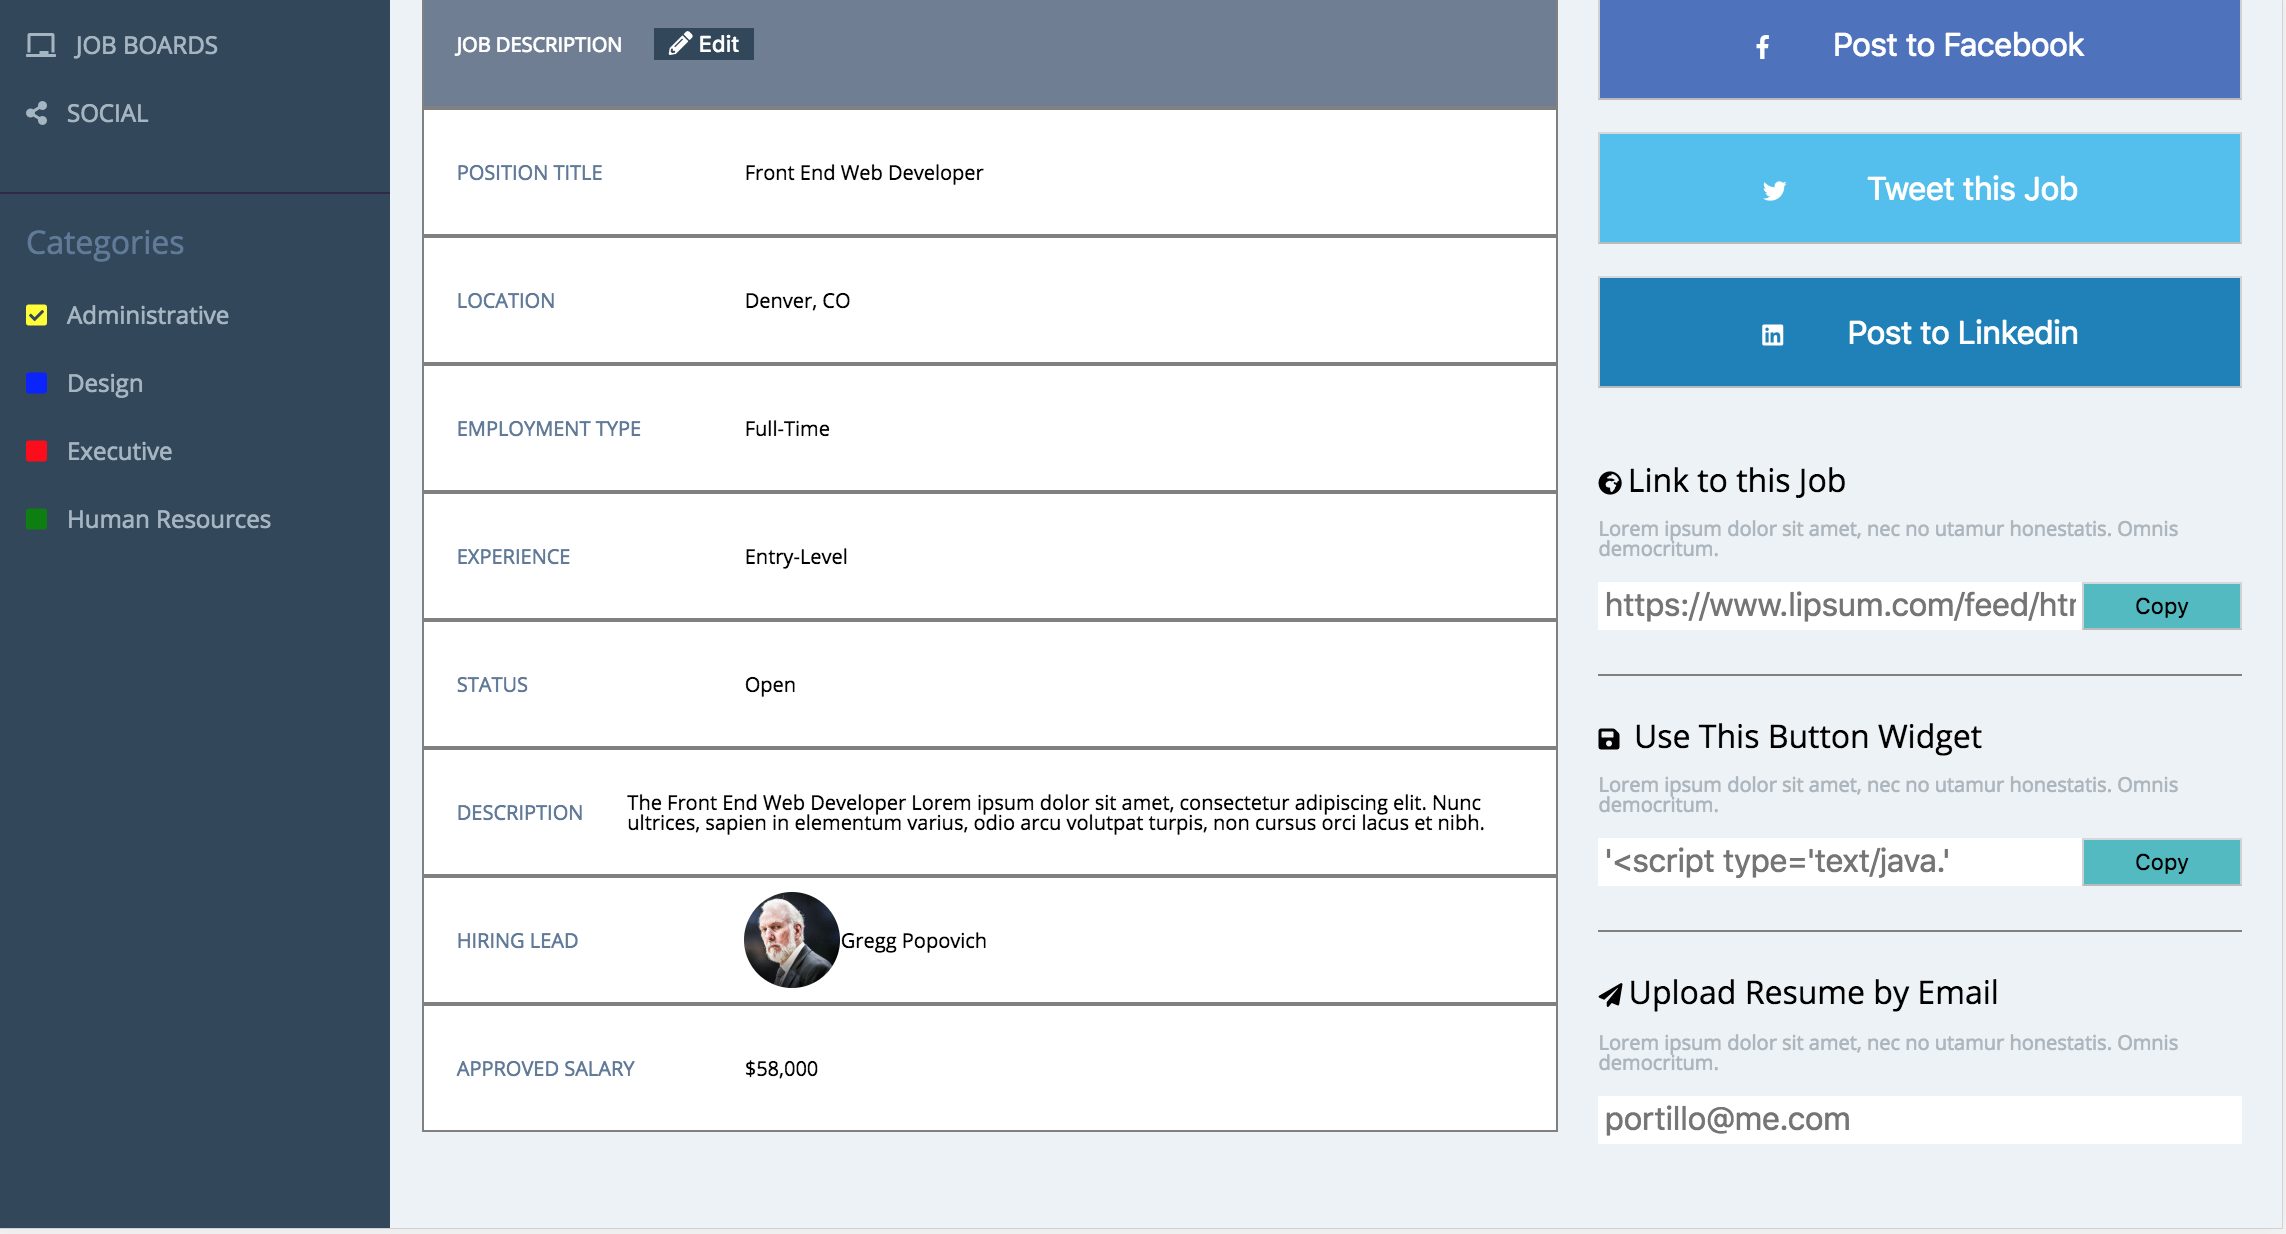 JOB BOARDS
SOCIAL
Categories
Administrative
Design
Executive
Human Resources
JOB DESCRIPTION Edit
POSITION TITLE Front End Web Developer
LOCATION Denver, CO
EMPLOYMENT TYPE Full-Time
EXPERIENCE Entry-Level
STATUS Open
DESCRIPTION
The Front End Web Developer Lorem ipsum dolor sit amet, consectetur adipiscing elit. Nunc
ultrices, sapien in elementum varius, odio arcu volutpat turpis, non cursus orci lacus et nibh.
HIRING LEAD Gregg Popovich
APPROVED SALARY $58,000
Post to Facebook
Tweet this Job
Post to Linkedin
Link to this Job
Lorem ipsum dolor sit amet, nec no utamur honestatis. Omnis
democritum.
https://www.lipsum.com/feed/htr Copy
Use This Button Widget
Lorem ipsum dolor sit amet, nec no utamur honestatis. Omnis
democritum.
'<script type='text/java.' Copy
Upload Resume by Email
Lorem ipsum dolor sit amet, nec no utamur honestatis. Omnis
democritum.
portillo@me.com